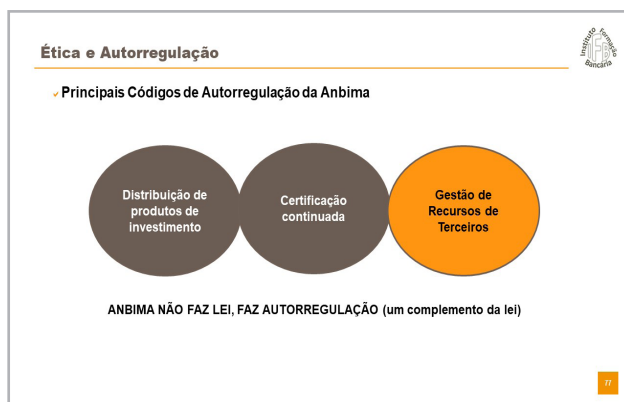 Ética e Autorregulação
Instituto Formação
IFB
Bancária
✓ Principais Códigos de Autorregulação da Anbima
Distribuição de
produtos de
investimento
Certificação
continuada
Gestão de
Recursos de
Terceiros
ANBIMA NÃO FAZ LEI, FAZ AUTORREGULAÇÃO (um complemento da lei)
77